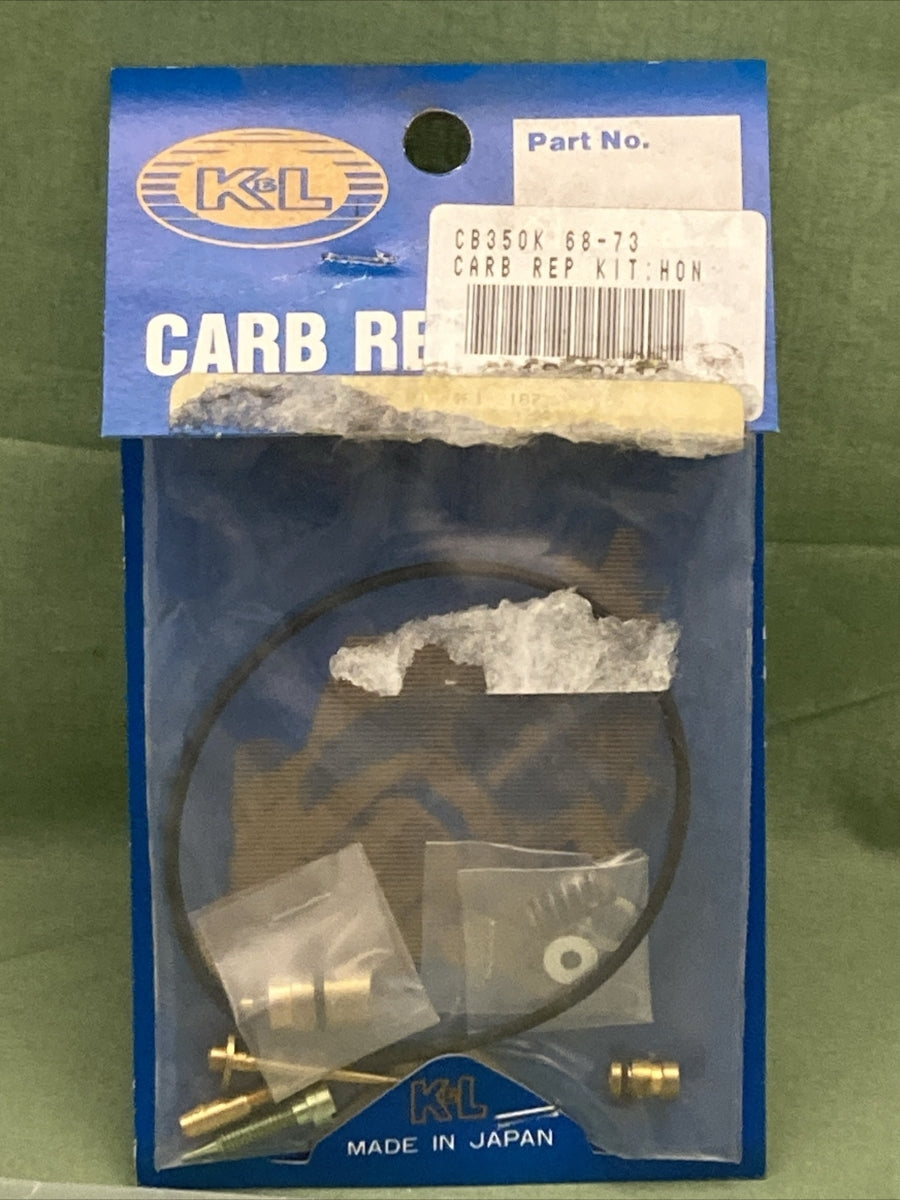 K&L
Part No.
CB350K 68-73
CARB REP KIT:HON
CARB RE
K&L
MADE IN JAPAN